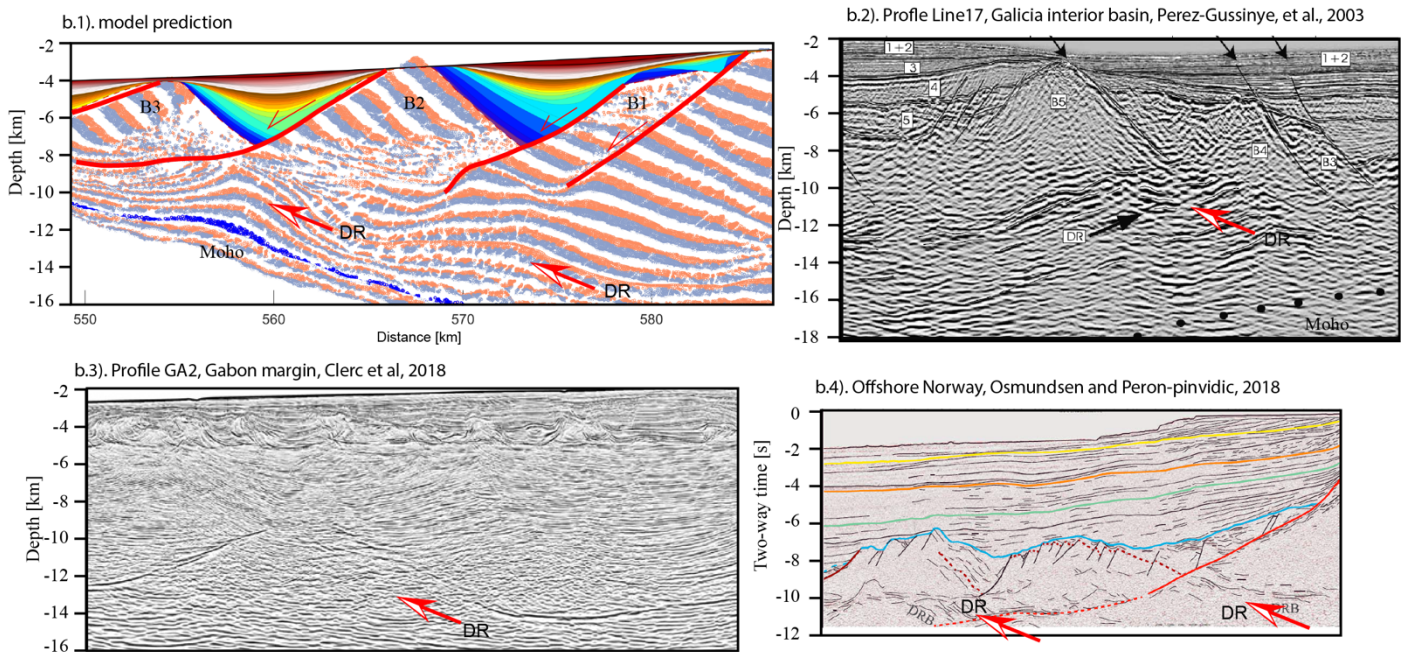 b.1). model prediction
-2
-4
-6
-8
-10
-12
-14
-16
Depth [km]
B3
B2
B1
DR
DR
Moho
550
560
570
580
Distance [km]
b.2). Profle Line17, Galicia interior basin, Perez-Gussinye, et al., 2003
-2
-4
-6
-8
-10
-12
-14
-16
-18
Depth [km]
1+2
1+2
3
4
5
B5
B4
B3
DR
DR
Moho
b.3). Profile GA2, Gabon margin, Clerc et al, 2018
-2
-4
-6
-8
-10
-12
-14
-16
Depth [km]
DR
b.4). Offshore Norway, Osmundsen and Peron-pinvidic, 2018
0
-2
-4
-6
-8
-10
-12
Two-way time [s]
DRB
DR
DR
DRB